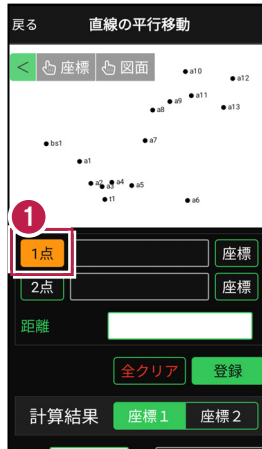 戻る 直線の平行移動
< 座標 図面
a10
a12
a11
a9
a13
a8
bs1
a7
a1
a2 a3 a4 a5
t1
a6
1
1点 座標
2点 座標
距離
全クリア 登録
計算結果 座標1 座標2